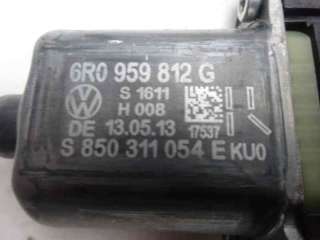 6R0 959 812 G
S 1611
H 008
DE 13.05.13 17537
S 850 311 054 E KU0